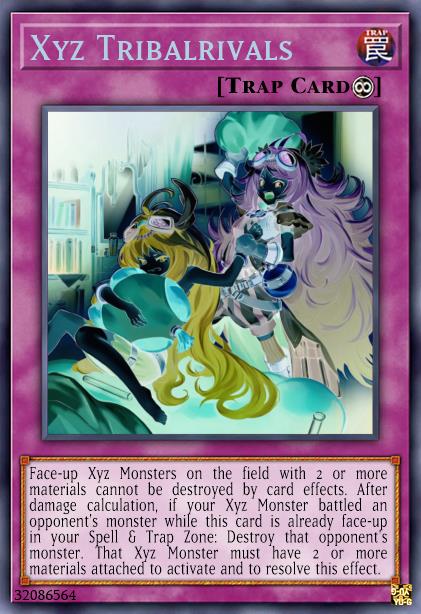 Xyz Tribalrivals
TRAP
罠
[Trap Card∞]
Face-up Xyz Monsters on the field with 2 or more
materials cannot be destroyed by card effects. After
damage calculation, if your Xyz Monster battled an
opponent's monster while this card is already face-up
in your Spell & Trap Zone: Destroy that opponent's
monster. That Xyz Monster must have 2 or more
materials attached to activate and to resolve this effect.
32086564